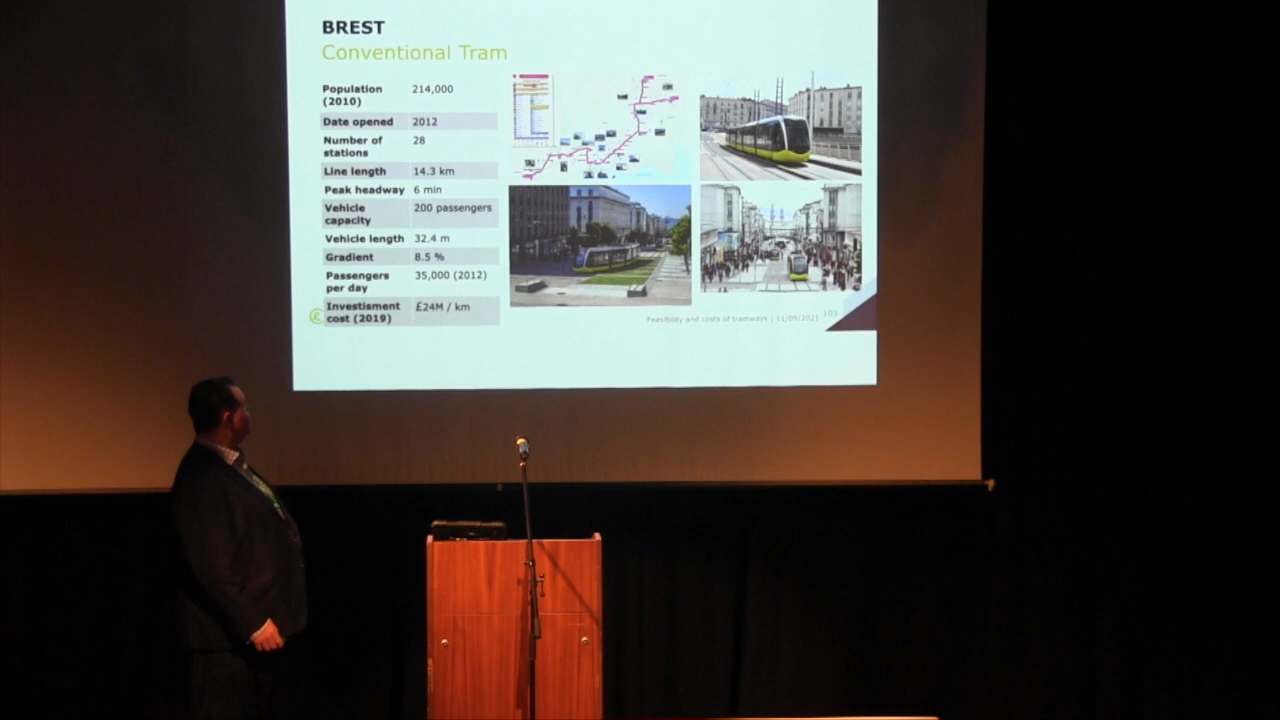 BREST
Conventional Tram
Population 214,000
(2010)
Date opened 2012
Number of 28
stations
Line length 14.3 km
Peak headway 6 min
Vehicle 200 passengers
capacity
Vehicle length 32.4 m
Gradient 8.5 %
Passengers 35,000 (2012)
per day
Investisment £24M / km
cost (2019)
Feasibility and costs of tramways | 11/09/2021 103